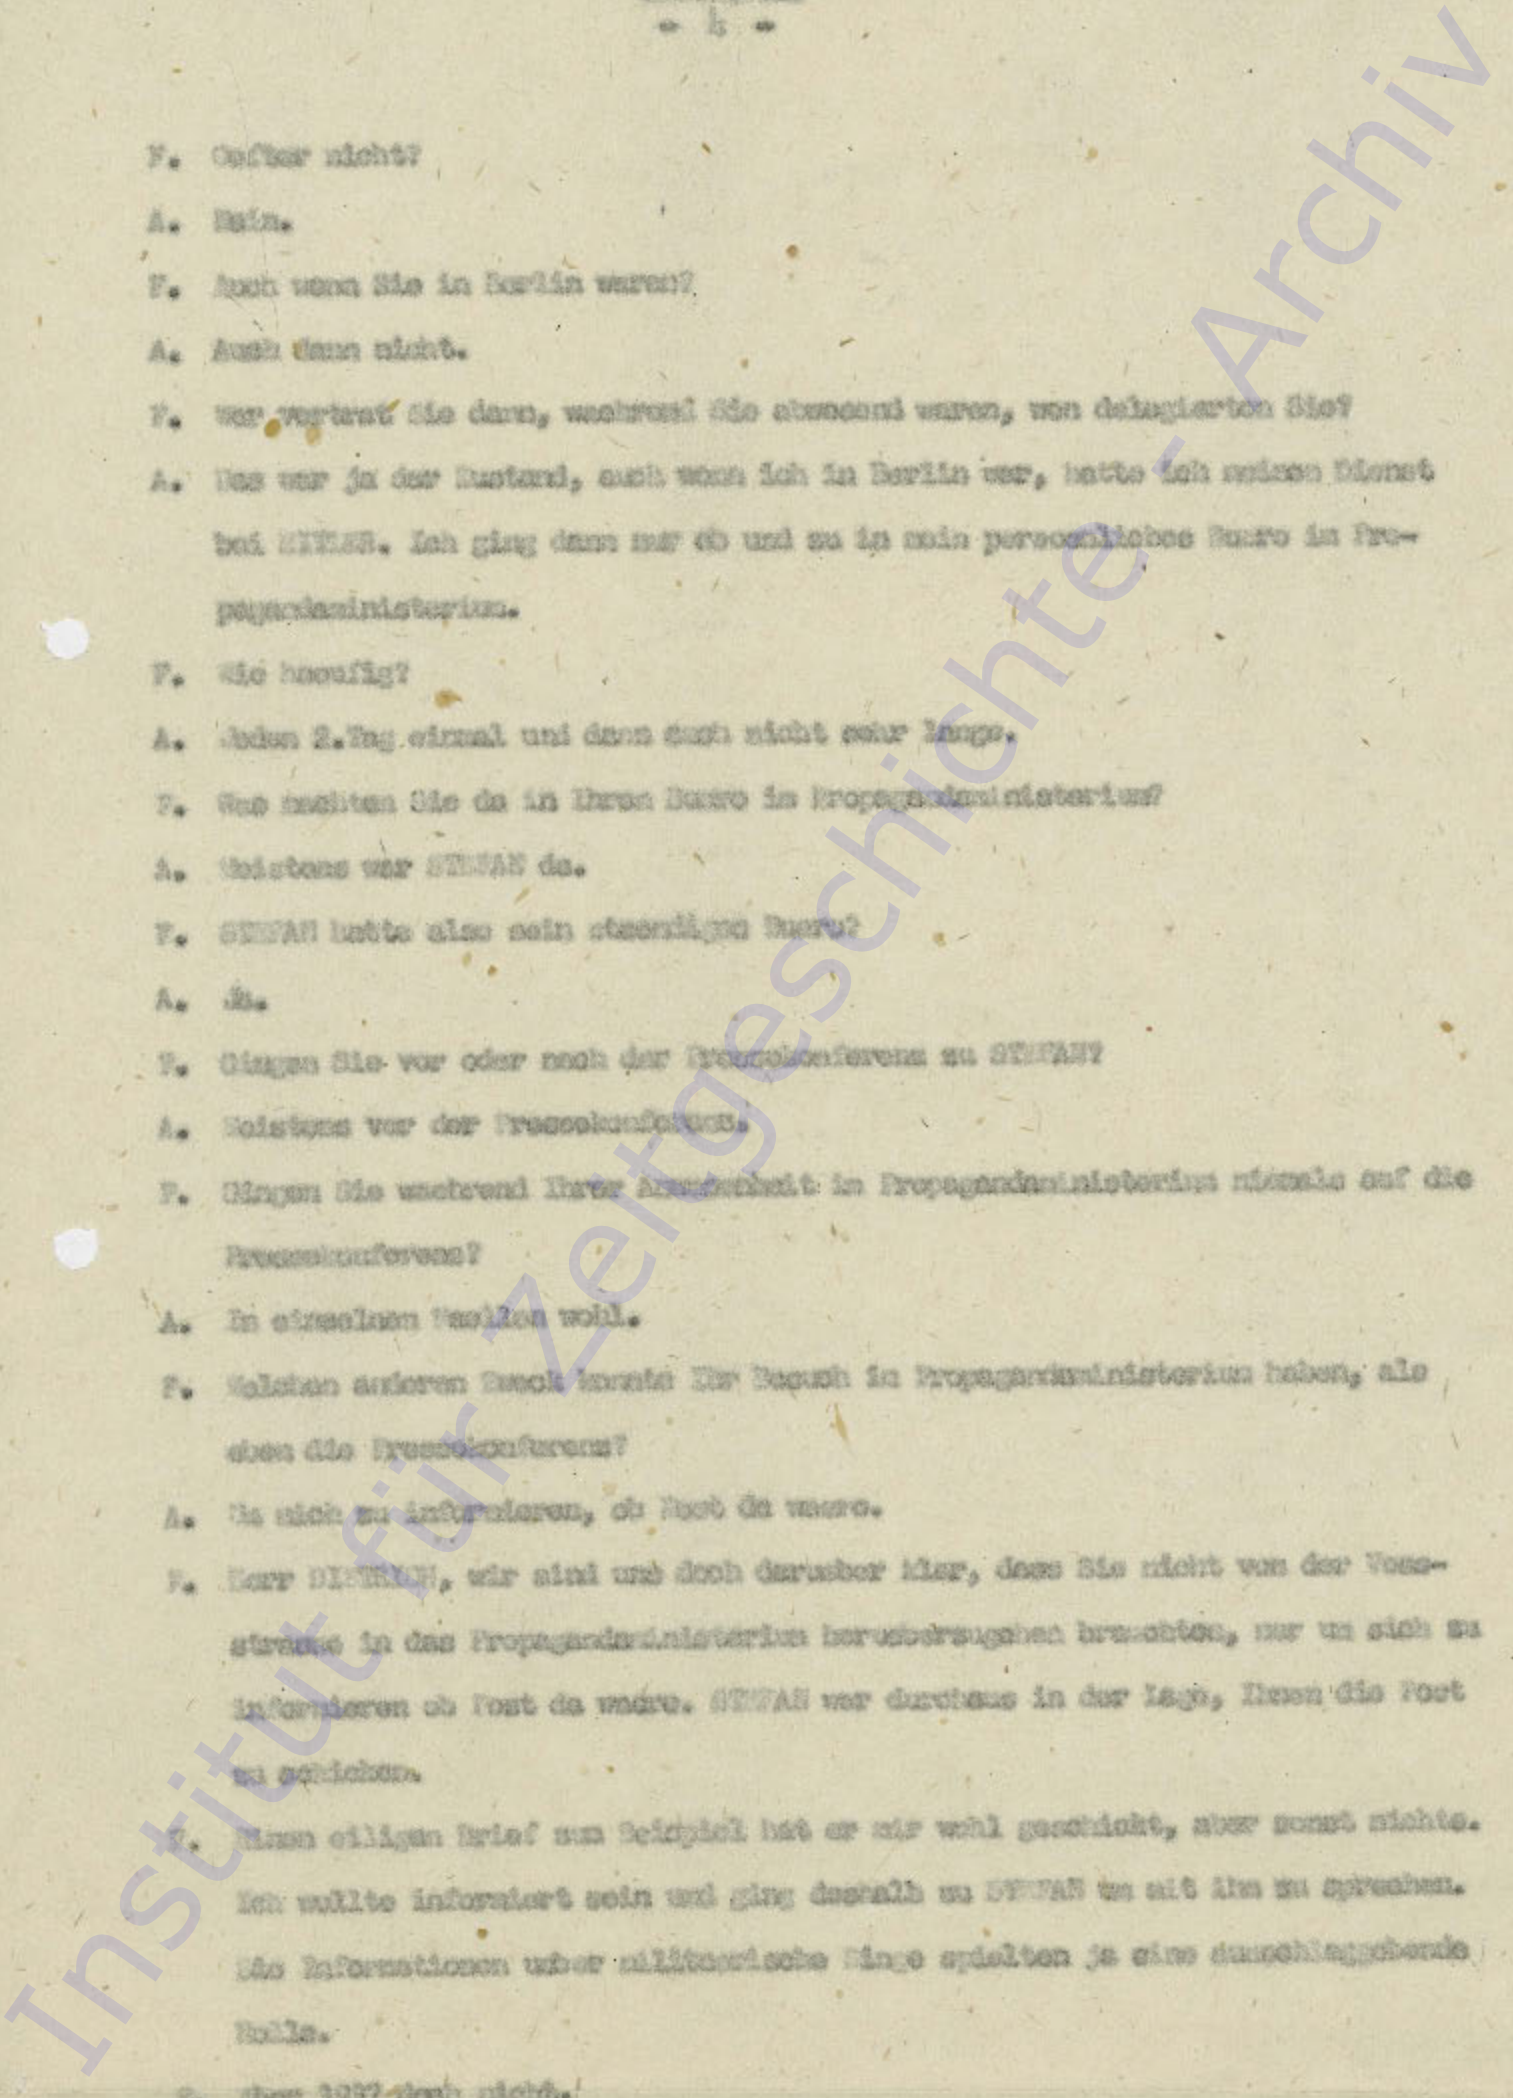 - 4 -
F. Oefter nicht?
A. Nein.
F. Auch wenn Sie in Berlin waren?
A. Auch dann nicht.
F. Wer vertrat Sie dann, waehrend Sie abwesend waren, wen delegierten Sie?
A. Das war ja der Zustand, auch wenn ich in Berlin war, hatte ich meinen Dienst
bei HITLER. Ich ging dann nur ab und zu in mein persoenliches Buero im Pro-
pagandaministerium.
F. Wie haeufig?
A. Jeden 2.Tag einmal und dann auch nicht sehr lange.
F. Was machten Sie da in Ihrem Buero im Propagandaministerium?
A. Meistens war STEFAN da.
F. STEFAN hatte also sein staendiges Buero?
A. Ja.
F. Gingen Sie vor oder nach der Pressekonferenz zu STEFAN?
A. Meistens vor der Pressekonferenz.
F. Gingen Sie waehrend Ihrer Anwesenheit im Propagandaministerium niemals auf die
Pressekonferenz?
A. In einzelnen Faellen wohl.
F. Welchen anderen Zweck konnte Ihr Besuch im Propagandaministerium haben, als
eben die Pressekonferenz?
A. Um mich zu informieren, ob Post da waere.
F. Herr DIETRICH, wir sind uns doch darueber klar, dass Sie nicht von der Voss-
strasse in das Propagandaministerium herueberzugehen brauchten, nur um sich zu
informieren ob Post da waere. STEFAN war durchaus in der Lage, Ihnen die Post
zu schicken.
Einen eiligen Brief zum Beispiel hat er mir wohl geschickt, aber sonst nichts.
Ich wollte informiert sein und ging deshalb zu STEFAN um mit ihm zu sprechen.
Die Informationen ueber militaerische Dinge spielten ja eine ausschlaggebende
Rolle.
Aber 1937 doch nicht.
Institut für Zeitgeschichte - Archiv